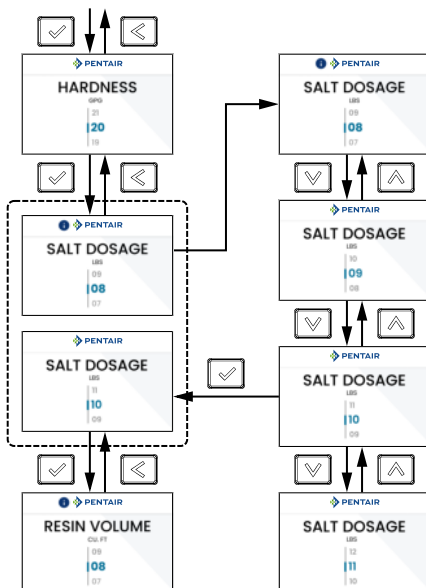 PENTAIR
HARDNESS
GPG
21
20
19
i PENTAIR
SALT DOSAGE
LBS
09
08
07
PENTAIR
SALT DOSAGE
LBS
11
10
09
i PENTAIR
RESIN VOLUME
CU. FT
09
08
07
i PENTAIR
SALT DOSAGE
LBS
09
08
07
PENTAIR
SALT DOSAGE
LBS
10
09
08
PENTAIR
SALT DOSAGE
LBS
11
10
09
PENTAIR
SALT DOSAGE
LBS
12
11
10